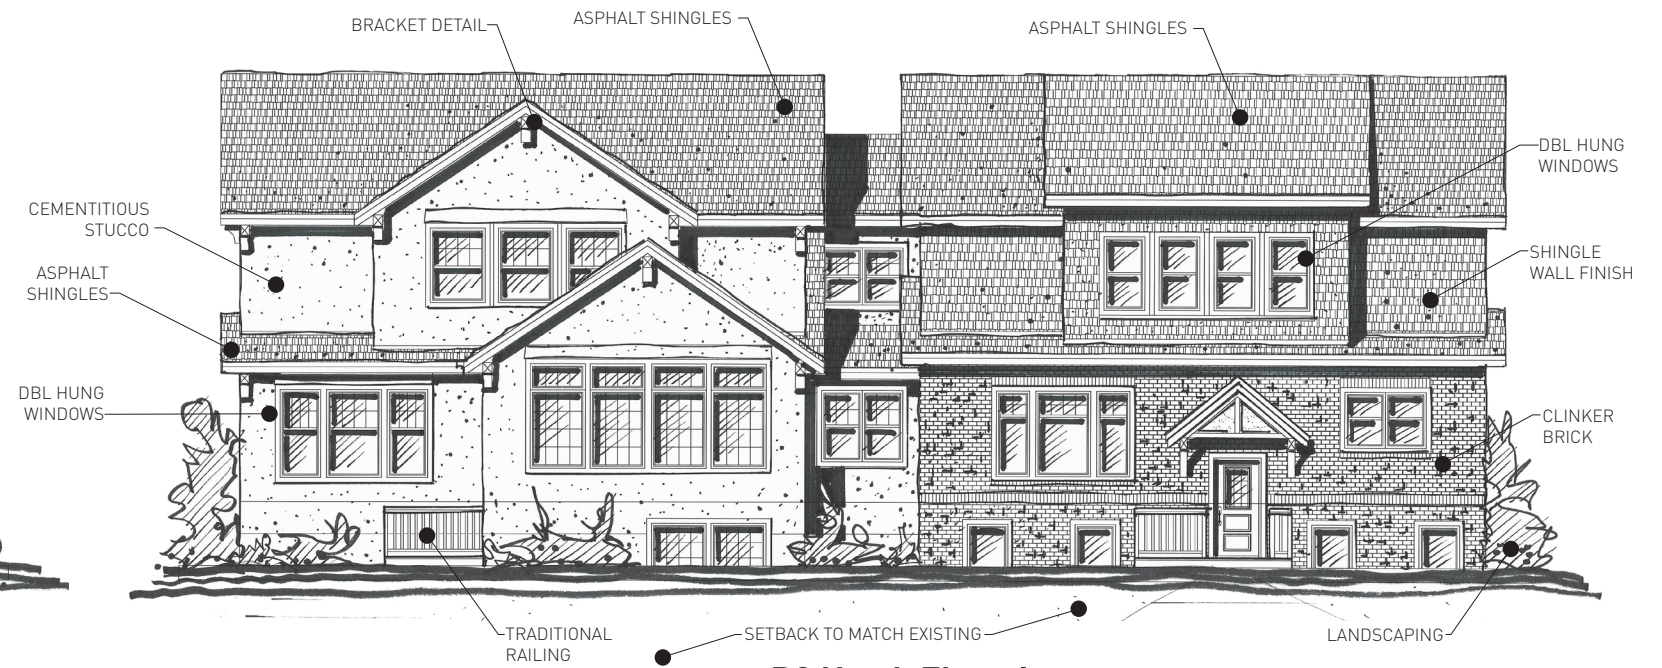 BRACKET DETAIL
ASPHALT SHINGLES
ASPHALT SHINGLES
DBL HUNG
WINDOWS
CEMENTITIOUS
STUCCO
SHINGLE
WALL FINISH
ASPHALT
SHINGLES
DBL HUNG
WINDOWS
CLINKER
BRICK
TRADITIONAL
RAILING
SETBACK TO MATCH EXISTING
LANDSCAPING